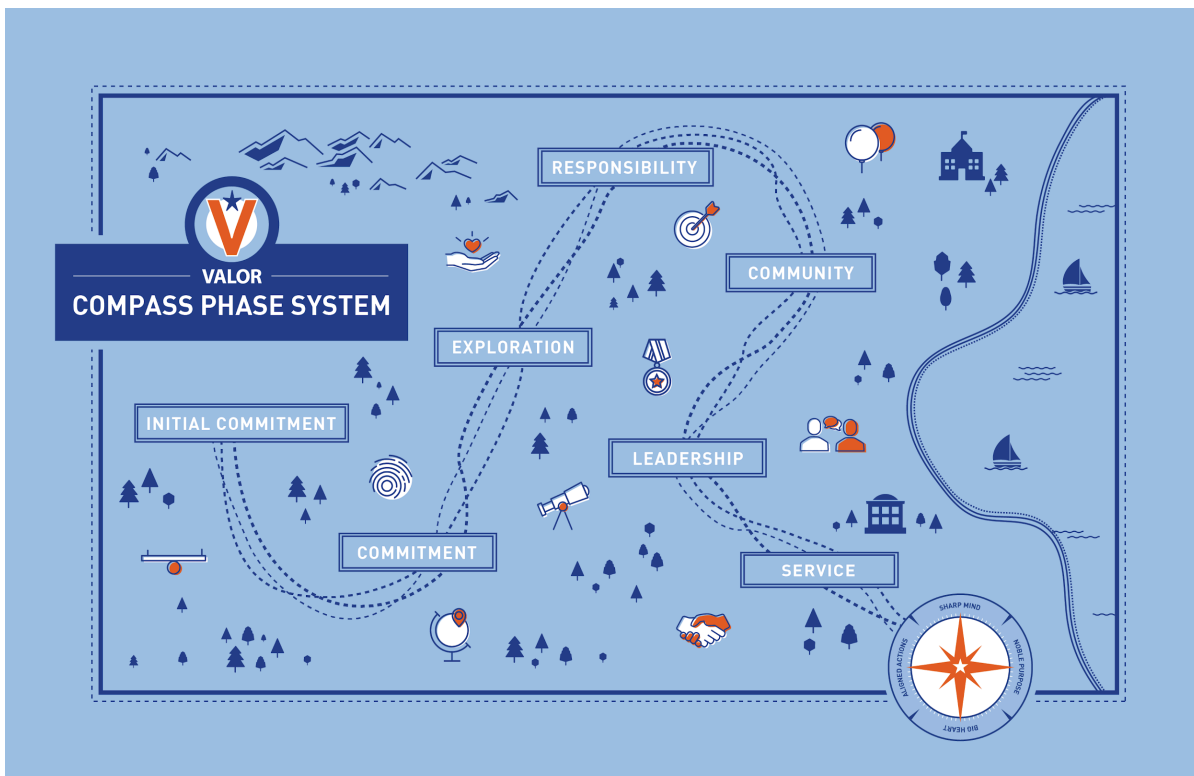 V
VALOR
COMPASS PHASE SYSTEM
RESPONSIBILITY
COMMUNITY
EXPLORATION
INITIAL COMMITMENT
LEADERSHIP
COMMITMENT
SERVICE
SHARP MIND
NOBLE PURPOSE
BIG HEART
ALIGNED ACTIONS